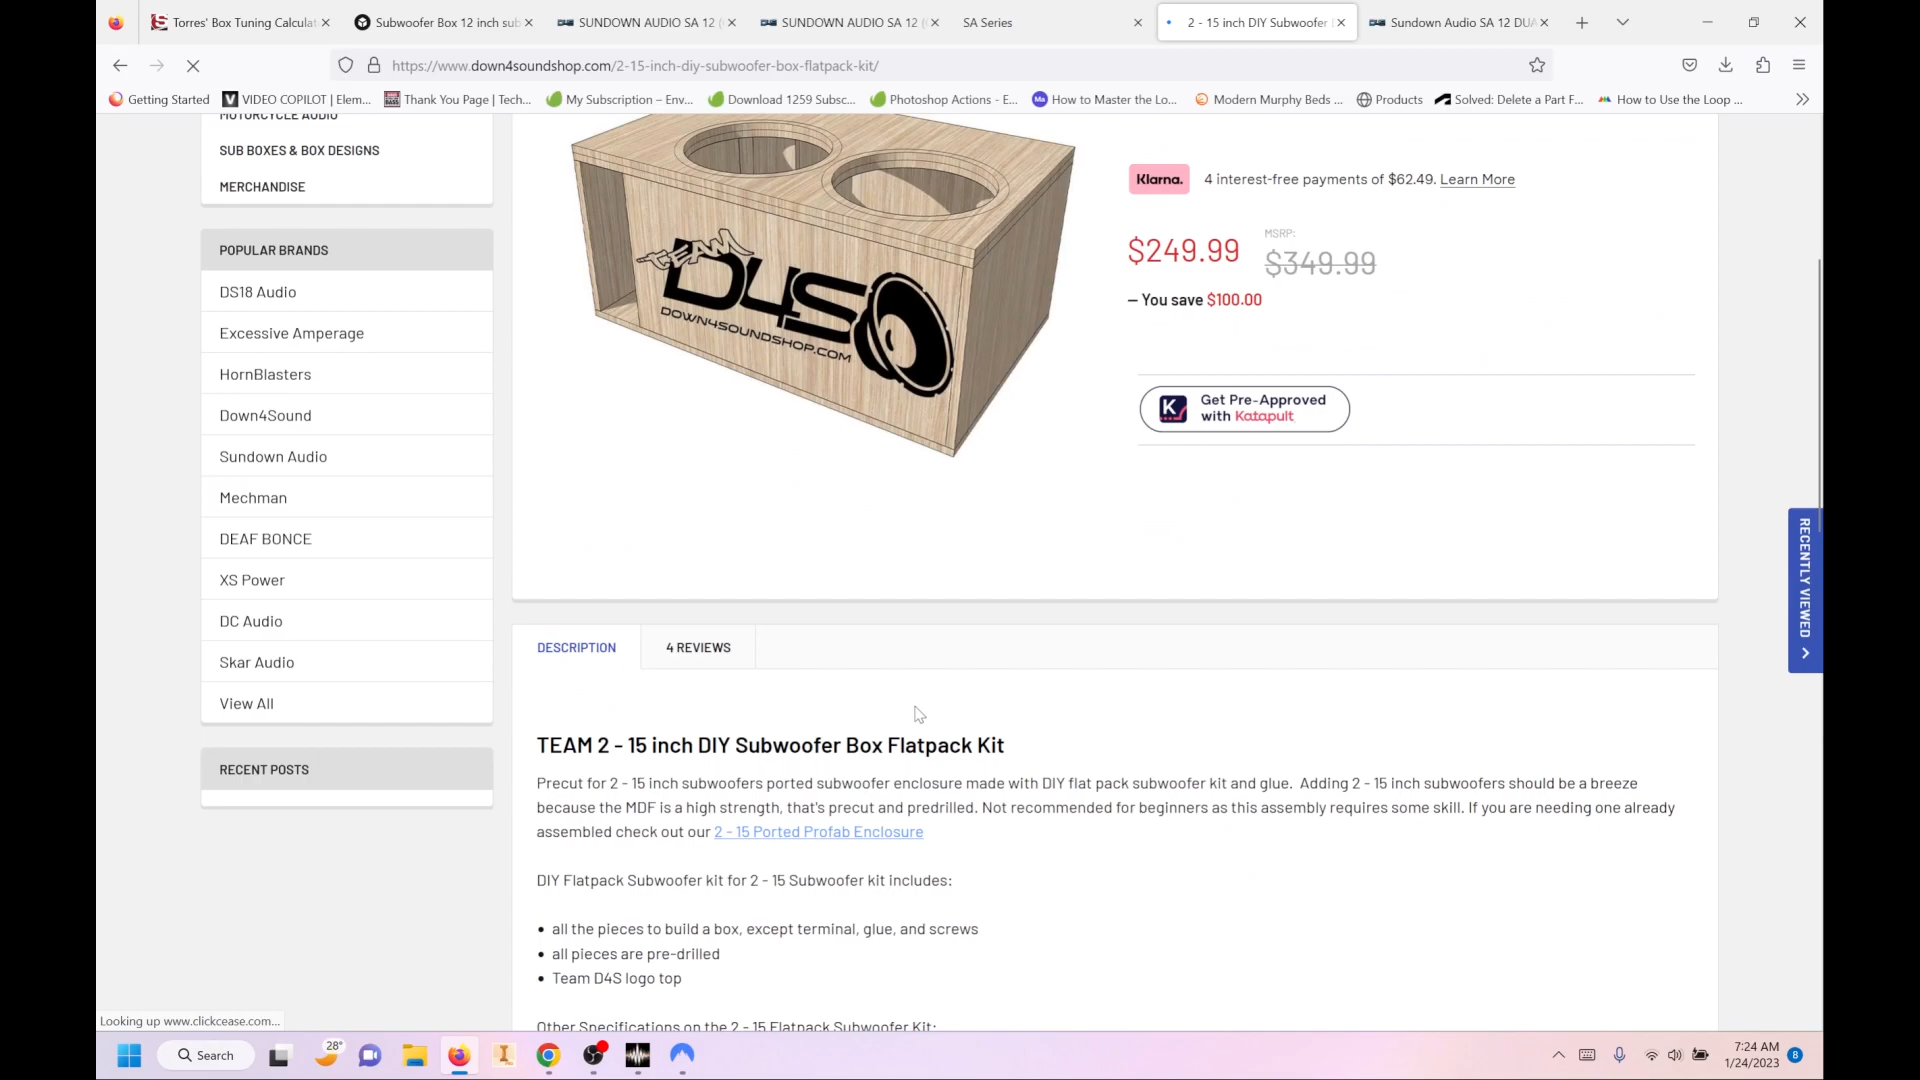 Torres' Box Tuning Calculat
Subwoofer Box 12 inch sub
SUNDOWN AUDIO SA 12 (
SUNDOWN AUDIO SA 12 (
SA Series
2 - 15 inch DIY Subwoofer
Sundown Audio SA 12 DUA
https://www.down4soundshop.com/2-15-inch-diy-subwoofer-box-flatpack-kit/
Getting Started
VIDEO COPILOT | Elem...
Thank You Page | Tech...
My Subscription – Env...
Download 1259 Subsc...
Photoshop Actions - E...
How to Master the Lo...
Modern Murphy Beds ...
Products
Solved: Delete a Part F...
How to Use the Loop ...
MOTORCYCLE AUDIO
SUB BOXES & BOX DESIGNS
MERCHANDISE
POPULAR BRANDS
DS18 Audio
Excessive Amperage
HornBlasters
Down4Sound
Sundown Audio
Mechman
DEAF BONCE
XS Power
DC Audio
Skar Audio
View All
RECENT POSTS
TEAM
D4S
DOWN4SOUNDSHOP.COM
Klarna. 4 interest-free payments of $62.49. Learn More
$249.99
MSRP:
$349.99
— You save $100.00
K
Get Pre-Approved
with Katapult
RECENTLY VIEWED
DESCRIPTION
4 REVIEWS
TEAM 2 - 15 inch DIY Subwoofer Box Flatpack Kit
Precut for 2 - 15 inch subwoofers ported subwoofer enclosure made with DIY flat pack subwoofer kit and glue. Adding 2 - 15 inch subwoofers should be a breeze
because the MDF is a high strength, that's precut and predrilled. Not recommended for beginners as this assembly requires some skill. If you are needing one already
assembled check out our 2 - 15 Ported Profab Enclosure
DIY Flatpack Subwoofer kit for 2 - 15 Subwoofer kit includes:
• all the pieces to build a box, except terminal, glue, and screws
• all pieces are pre-drilled
• Team D4S logo top
Other Specifications on the 2 - 15 Flatpack Subwoofer Kit:
Looking up www.clickcease.com...
Search
28°
7:24 AM
1/24/2023
8